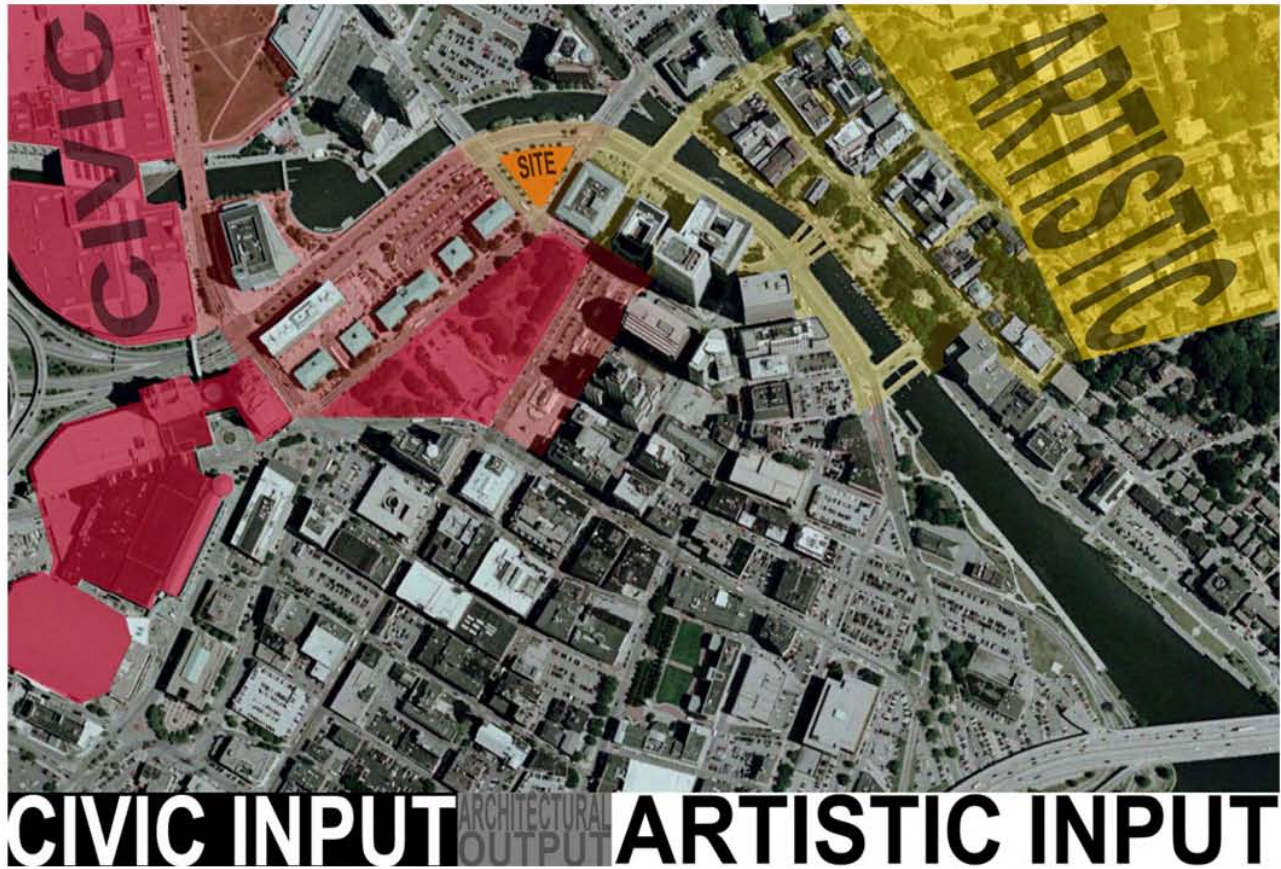 CIVIC
SITE
ARTISTIC
CIVIC INPUT
ARCHITECTURAL
OUTPUT
ARTISTIC INPUT